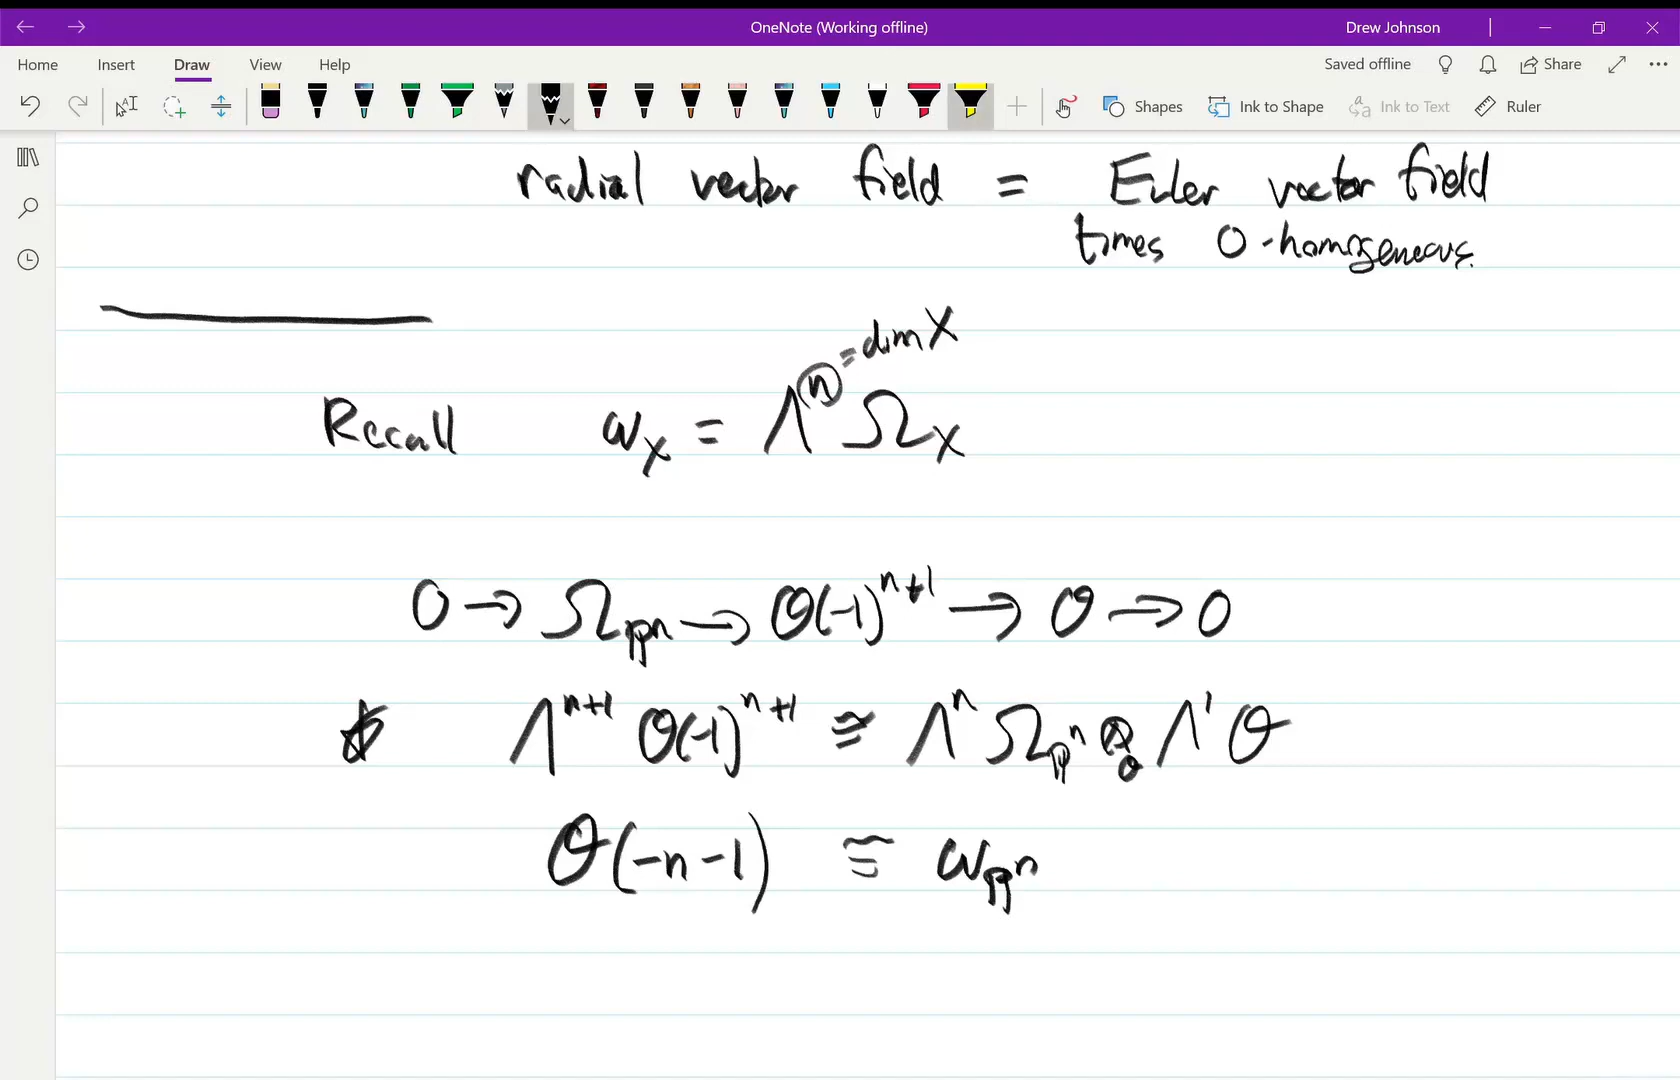 OneNote (Working offline)
Drew Johnson
Home Insert Draw View Help
Saved offline
Share
Shapes
Ink to Shape
Ink to Text
Ruler
radial vector field = Euler vector field
times 0-homogeneous.
Recall ω_X = Λ^n Ω_X
= dim X
0 → Ω_ℙ^n → O(-1)^{n+1} → O → 0
☆ Λ^{n+1} O(-1)^{n+1} ≅ Λ^n Ω_ℙ^n ⊗_O Λ^1 O
O(-n-1) ≅ ω_ℙ^n